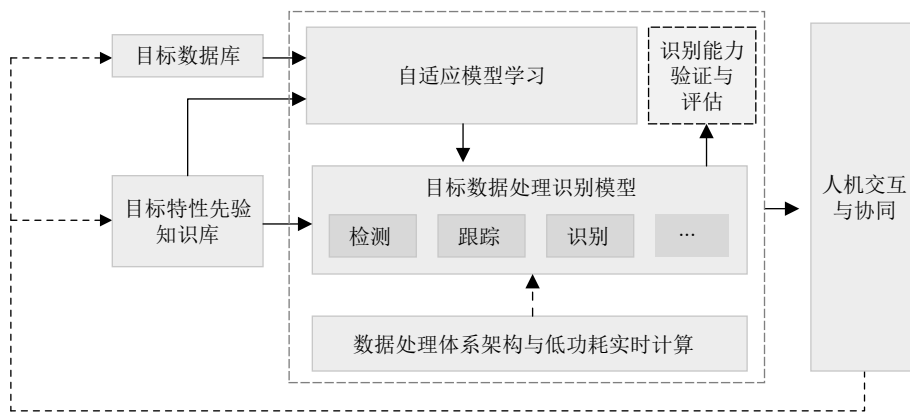 目标数据库
自适应模型学习
识别能力
验证与
评估
目标特性先验
知识库
目标数据处理识别模型
检测
跟踪
识别
…
人机交互
与协同
数据处理体系架构与低功耗实时计算